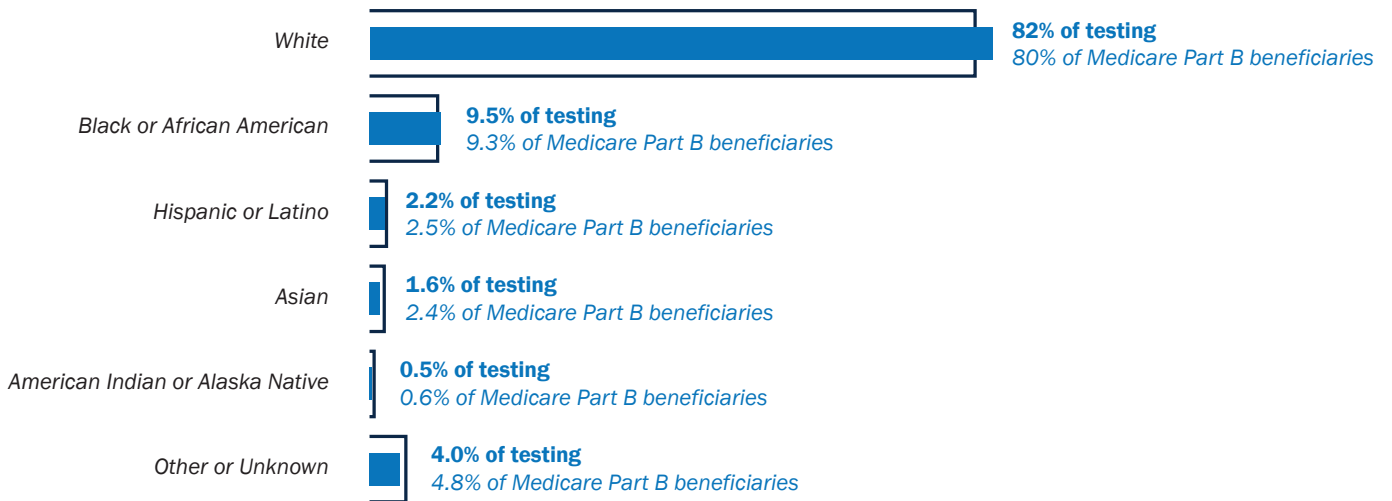 White
82% of testing
80% of Medicare Part B beneficiaries
Black or African American
9.5% of testing
9.3% of Medicare Part B beneficiaries
Hispanic or Latino
2.2% of testing
2.5% of Medicare Part B beneficiaries
Asian
1.6% of testing
2.4% of Medicare Part B beneficiaries
American Indian or Alaska Native
0.5% of testing
0.6% of Medicare Part B beneficiaries
Other or Unknown
4.0% of testing
4.8% of Medicare Part B beneficiaries